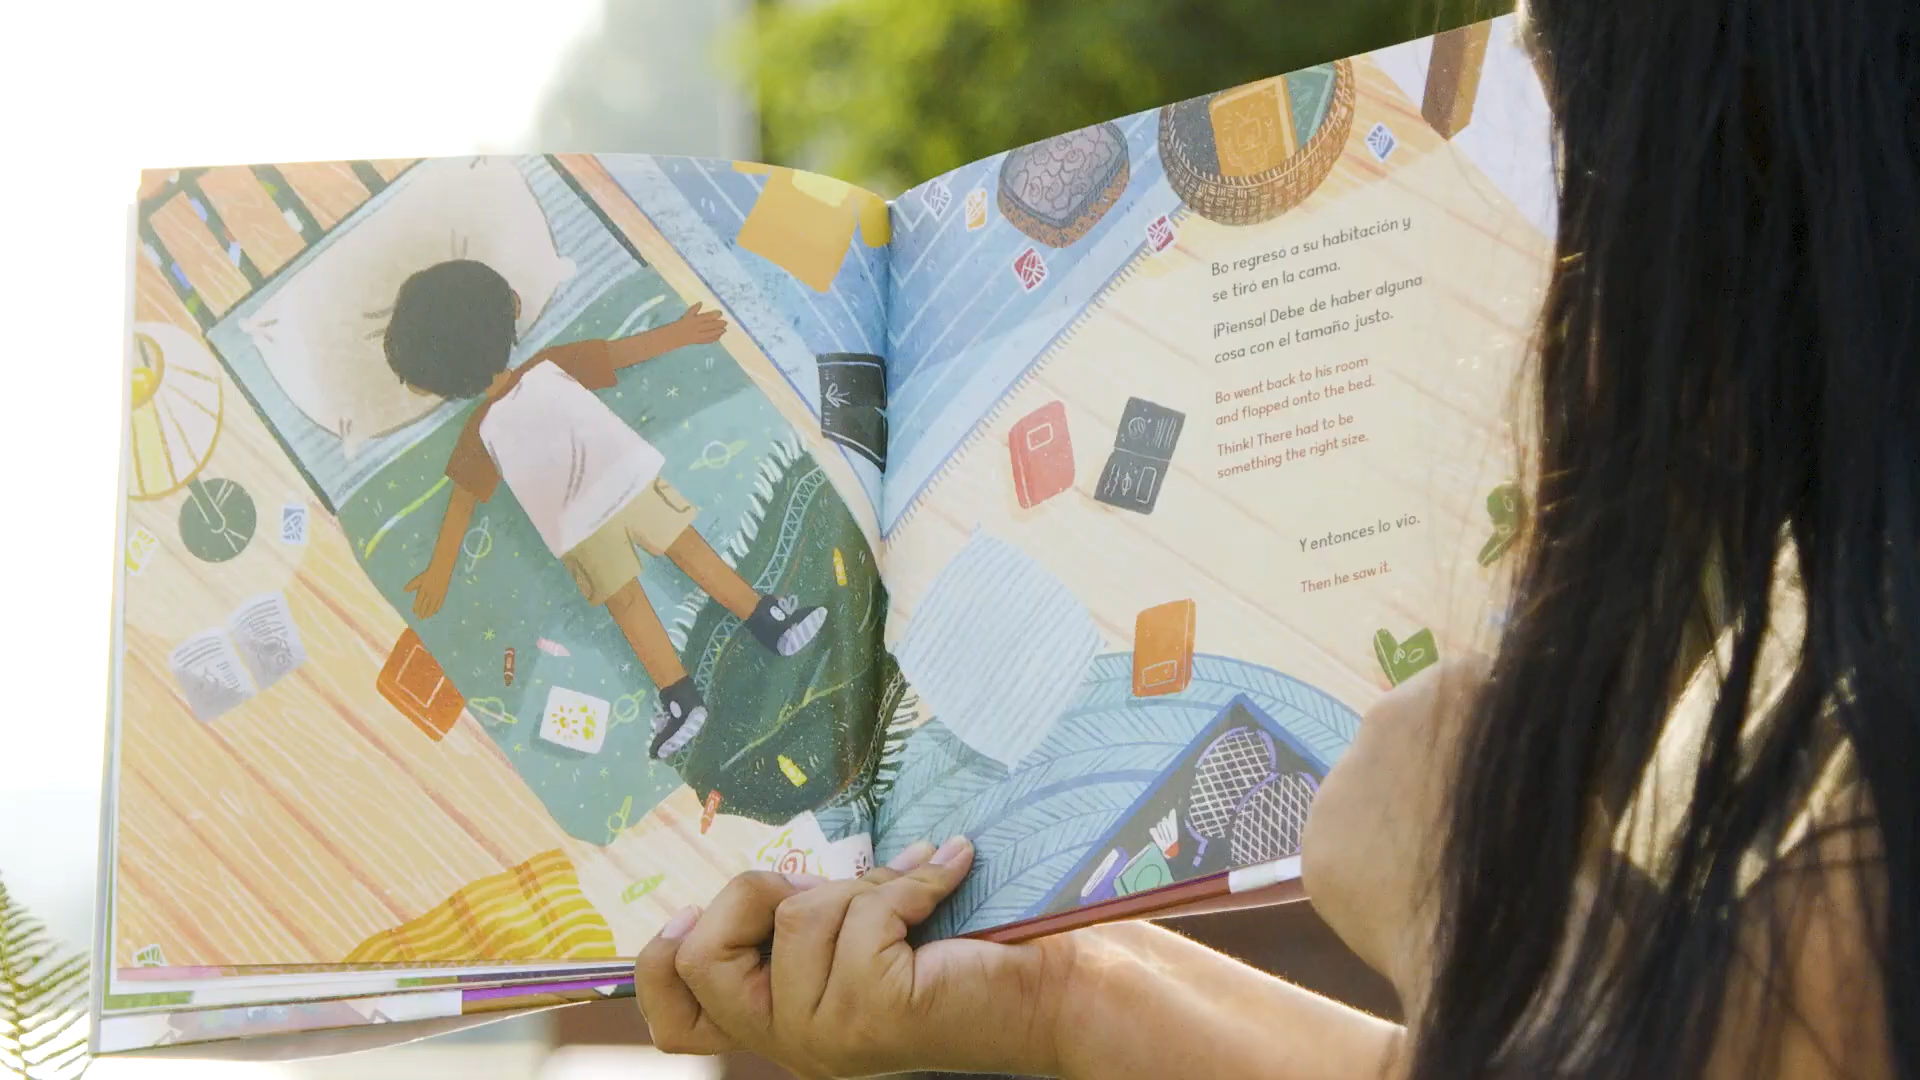 Bo regresó a su habitación y
se tiró en la cama.
¡Piensa! Debe de haber alguna
cosa con el tamaño justo.
Bo went back to his room
and flopped onto the bed.
Think! There had to be
something the right size.
Y entonces lo vio.
Then he saw it.